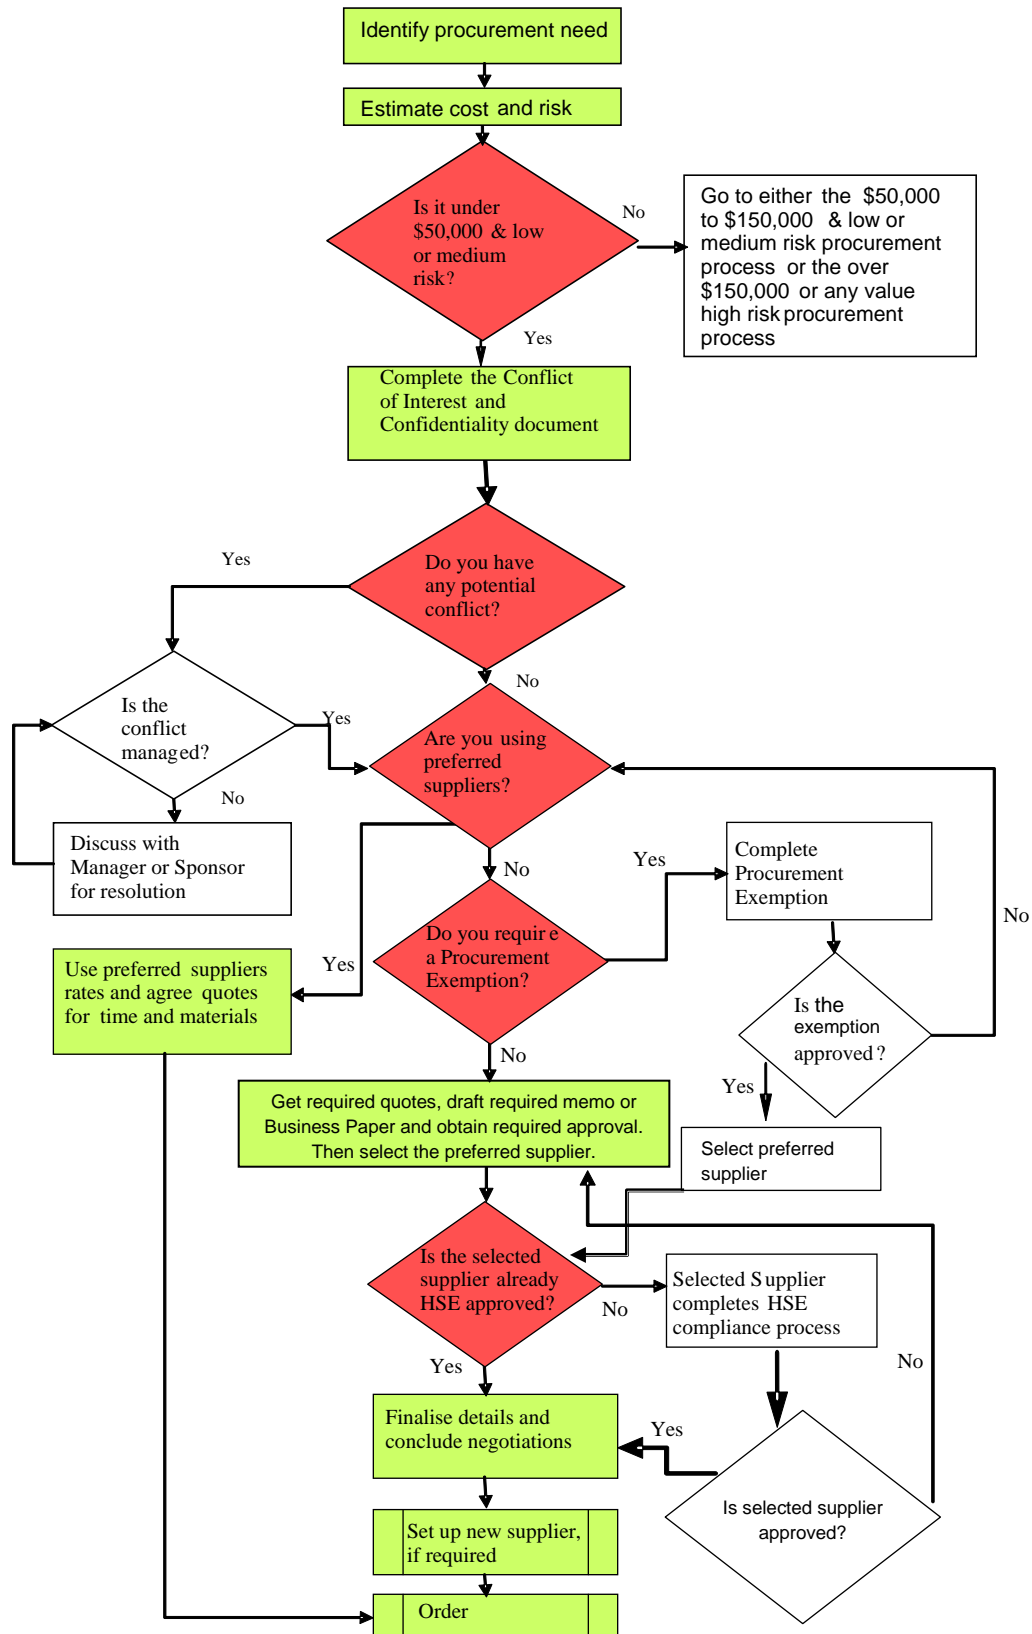 Identify procurement need
Estimate cost and risk
Is it under
$50,000 & low
or medium
risk?
No
Go to either the $50,000
to $150,000 & low or
medium risk procurement
process or the over
$150,000 or any value
high risk procurement
process
Yes
Complete the Conflict
of Interest and
Confidentiality document
Do you have
any potential
conflict?
Yes
No
Is the
conflict
managed?
Yes
No
Discuss with
Manager or Sponsor
for resolution
Are you using
preferred
suppliers?
Yes
No
Use preferred suppliers
rates and agree quotes
for time and materials
Do you require
a Procurement
Exemption?
Yes
Complete
Procurement
Exemption
No
Is the
exemption
approved?
No
Yes
Select preferred
supplier
Get required quotes, draft required memo or
Business Paper and obtain required approval.
Then select the preferred supplier.
Is the selected
supplier already
HSE approved?
No
Selected Supplier
completes HSE
compliance process
Yes
No
Finalise details and
conclude negotiations
Yes
Is selected supplier
approved?
Set up new supplier,
if required
Order